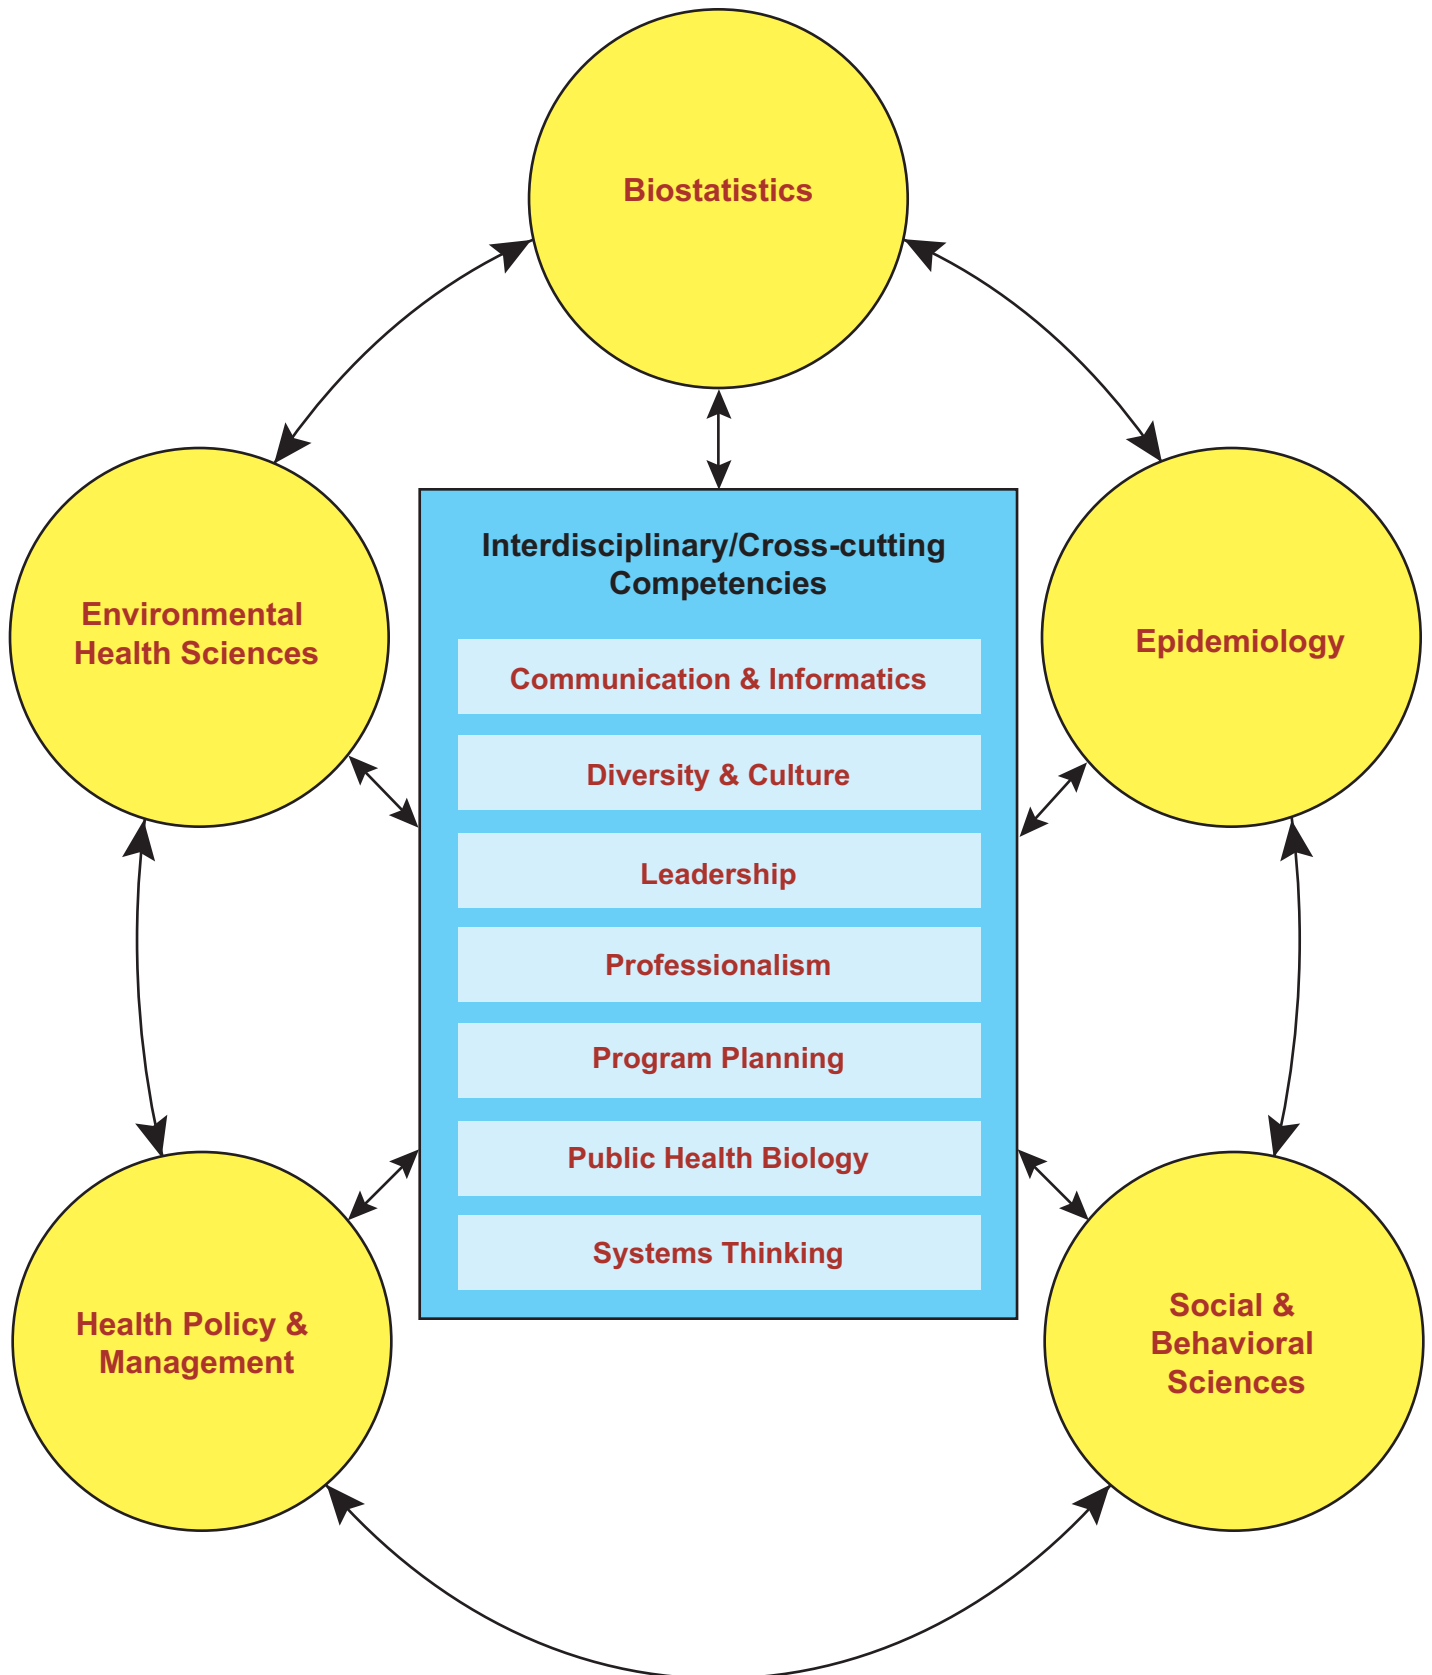 Biostatistics
Environmental
Health Sciences
Epidemiology
Interdisciplinary/Cross-cutting
Competencies
Communication & Informatics
Diversity & Culture
Leadership
Professionalism
Program Planning
Public Health Biology
Systems Thinking
Health Policy &
Management
Social &
Behavioral
Sciences